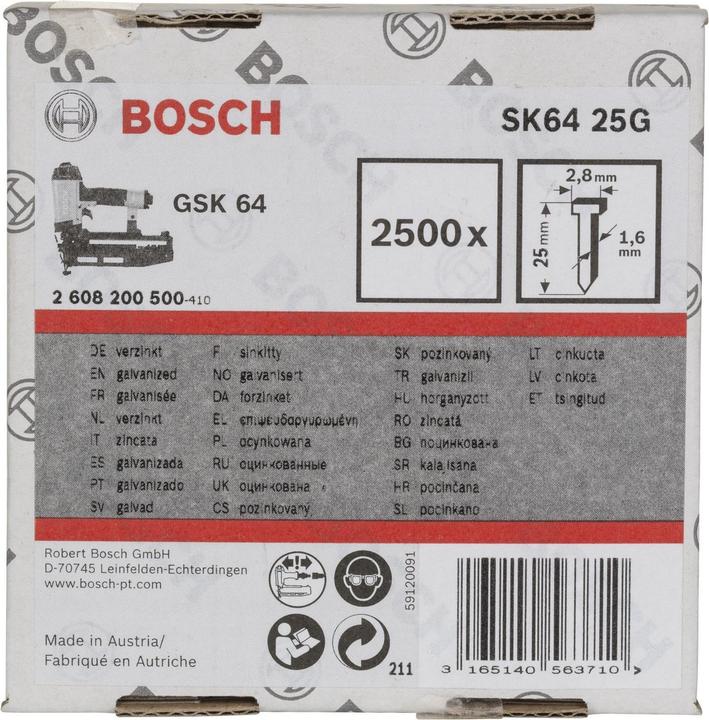 BOSCH
SK64 25G
GSK 64
2500 x
2,8 mm
25 mm
1,6 mm
2 608 200 500-410
DE verzinkt
EN galvanized
FR galvanisée
NL verzinkt
IT zincata
ES galvanizada
PT galvanizado
SV galvad
F sinkitty
NO galvanisert
DA forzinket
EL επιψευδαργυρωμένη
PL ocynkowana
RU оцинкованные
UK оцинкована
CS pozinkovaný
SK pozinkovaný
TR galvanizli
HU horganyzott
RO zincată
BG поцинкована
SR kalajisana
HR pocinčana
SL pocinkano
LT cinkuota
LV cinkota
ET tsingitud
Robert Bosch GmbH
D-70745 Leinfelden-Echterdingen
www.bosch-pt.com
Made in Austria/
Fabriqué en Autriche
59120091
211
3 165140 563710 >